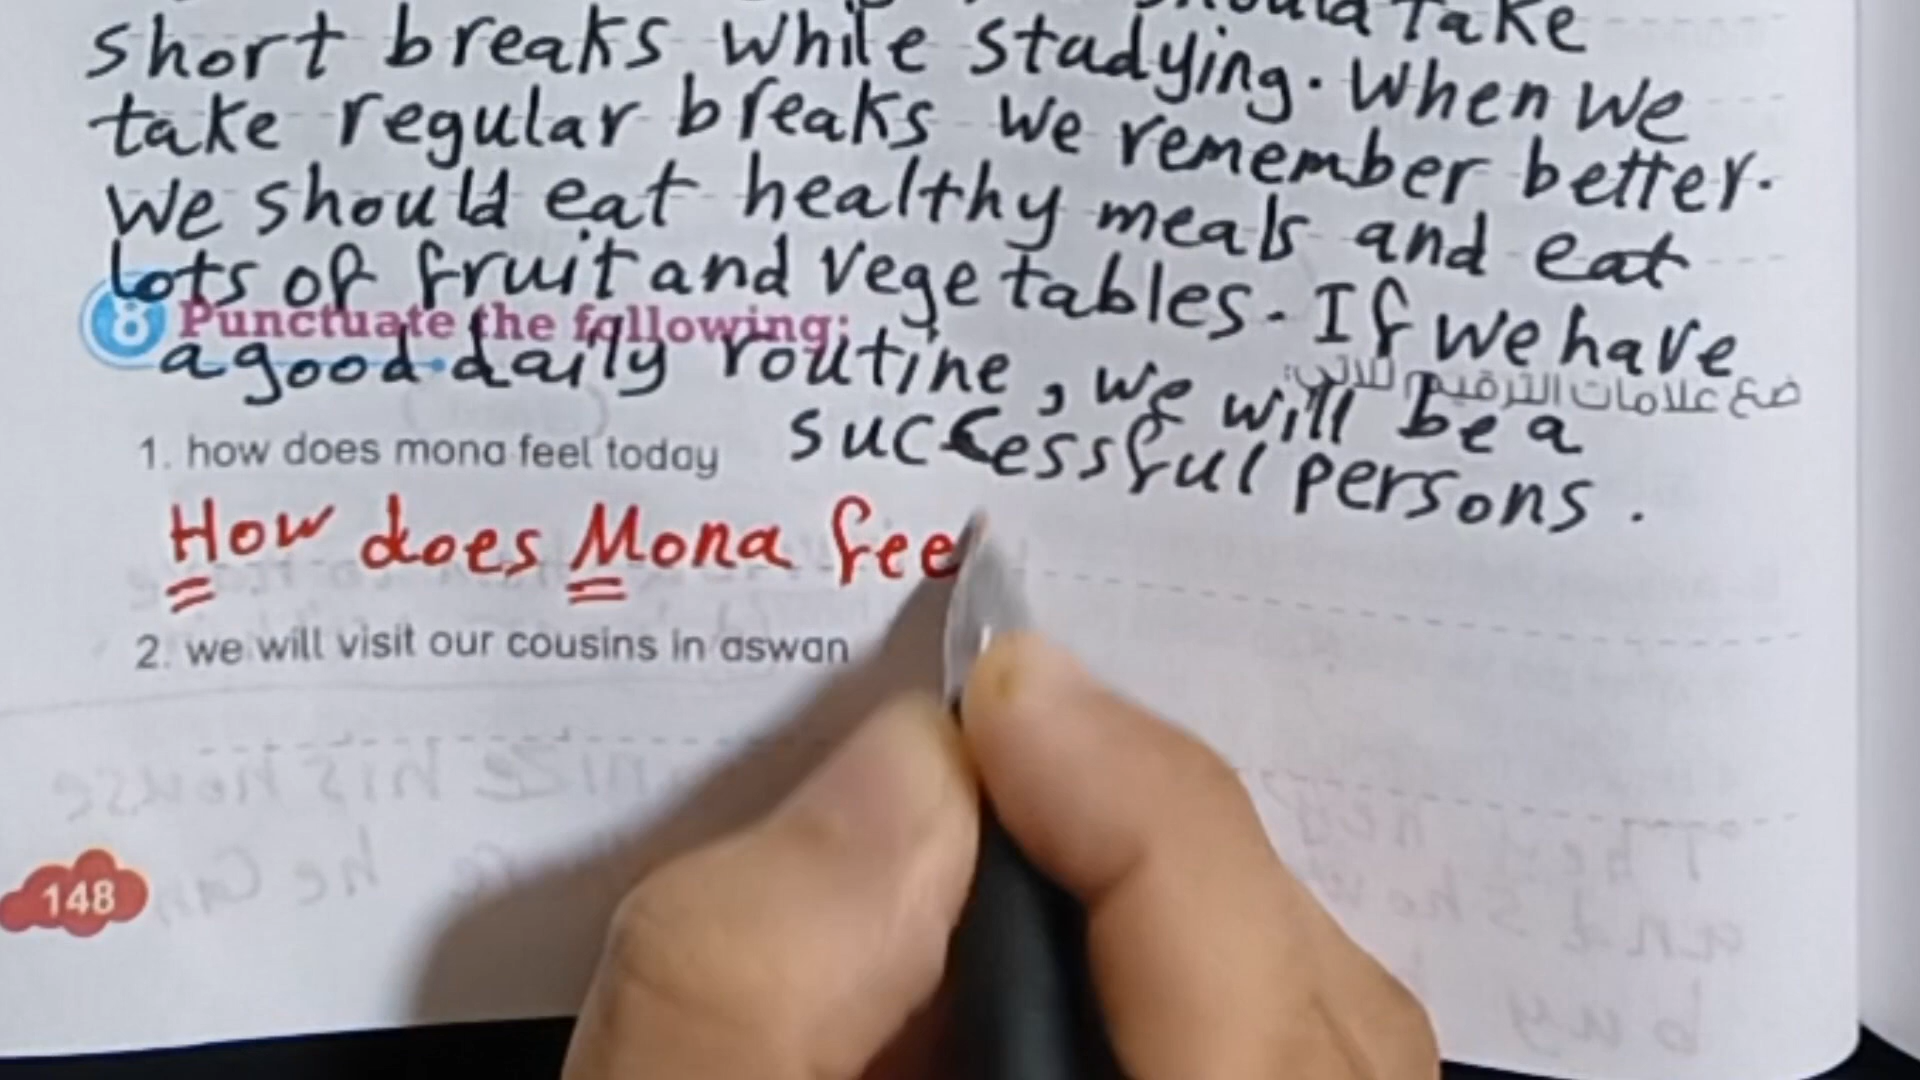 should take
short breaks while studying. When we
take regular breaks we remember better.
We should eat healthy meals and eat
lots of fruit and vegetables. If we have
8 Punctuate the following:
a good daily routine, we will be a
ضع علامات الترقيم للآتي:
successful persons.
1. how does mona feel today
How does Mona fee
2. we will visit our cousins in aswan
148